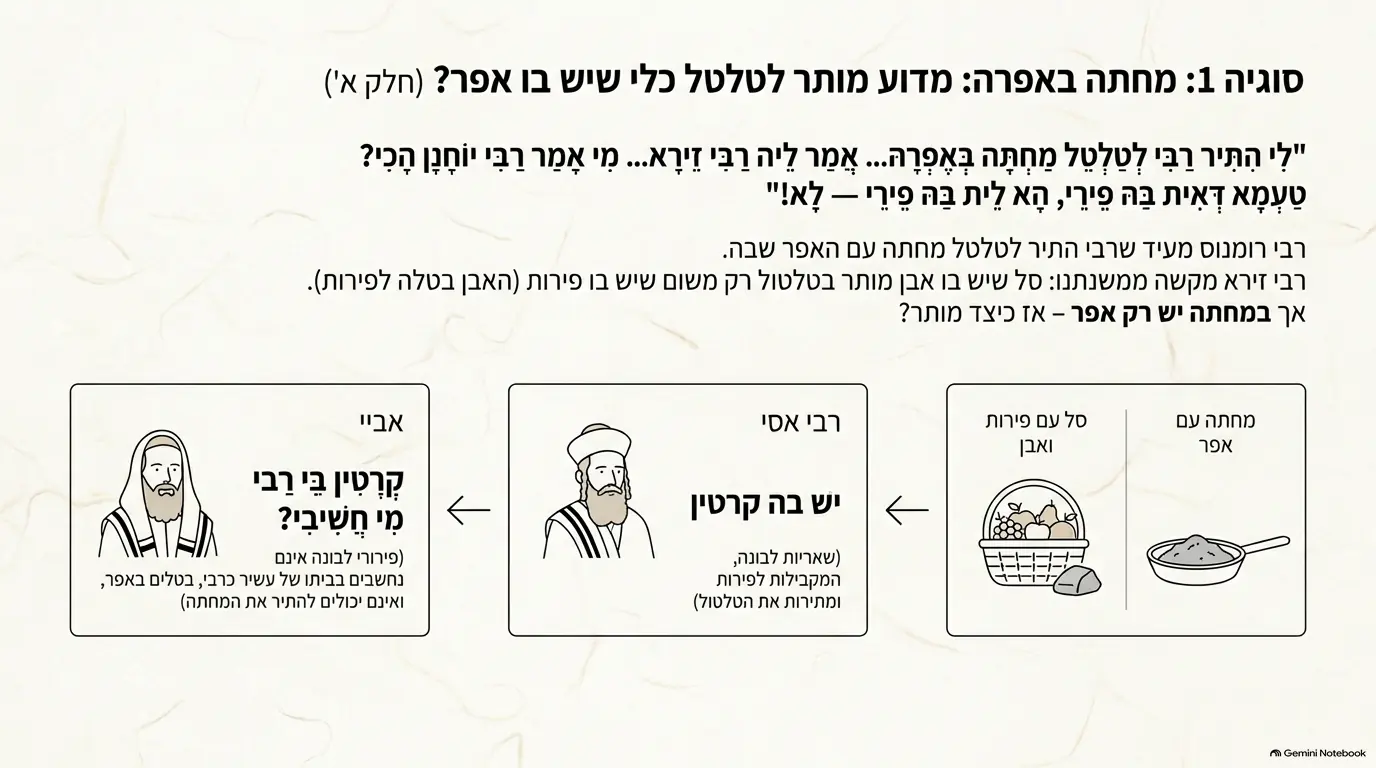 סוגיה 1: מחתה באפרה: מדוע מותר לטלטל כלי שיש בו אפר? (חלק א')
"לִי הִתִּיר רַבִּי לְטַלְטֵל מַחְתָּה בְּאֶפְרָהּ... אֲמַר לֵיה רַבִּי זֵירָא... מִי אָמַר רַבִּי יוֹחָנָן הָכִי?
טַעְמָא דְּאִית בַּהּ פֵּירֵי, הָא לֵית בַּהּ פֵּירֵי — לָא!"
רבי רומנוס מעיד שרבי התיר לטלטל מחתה עם האפר שבה.
רבי זירא מקשה ממשנתנו: סל שיש בו אבן מותר בטלטול רק משום שיש בו פירות (האבן בטלה לפירות).
אך במחתה יש רק אפר – אז כיצד מותר?
מחתה עם
אפר
סל עם פירות
ואבן
רבי אסי
יש בה קרטין
(שאריות לבונה,
המקבילות לפירות
ומתירות את הטלטול)
אביי
קְרָטִין בֵּי רַבִּי
מִי חֲשִׁיבִי?
(פירורי לבונה אינם
נחשבים בביתו של עשיר כרבי, בטלים באפר,
ואינם יכולים להתיר את המחתה)
Gemini Notebook